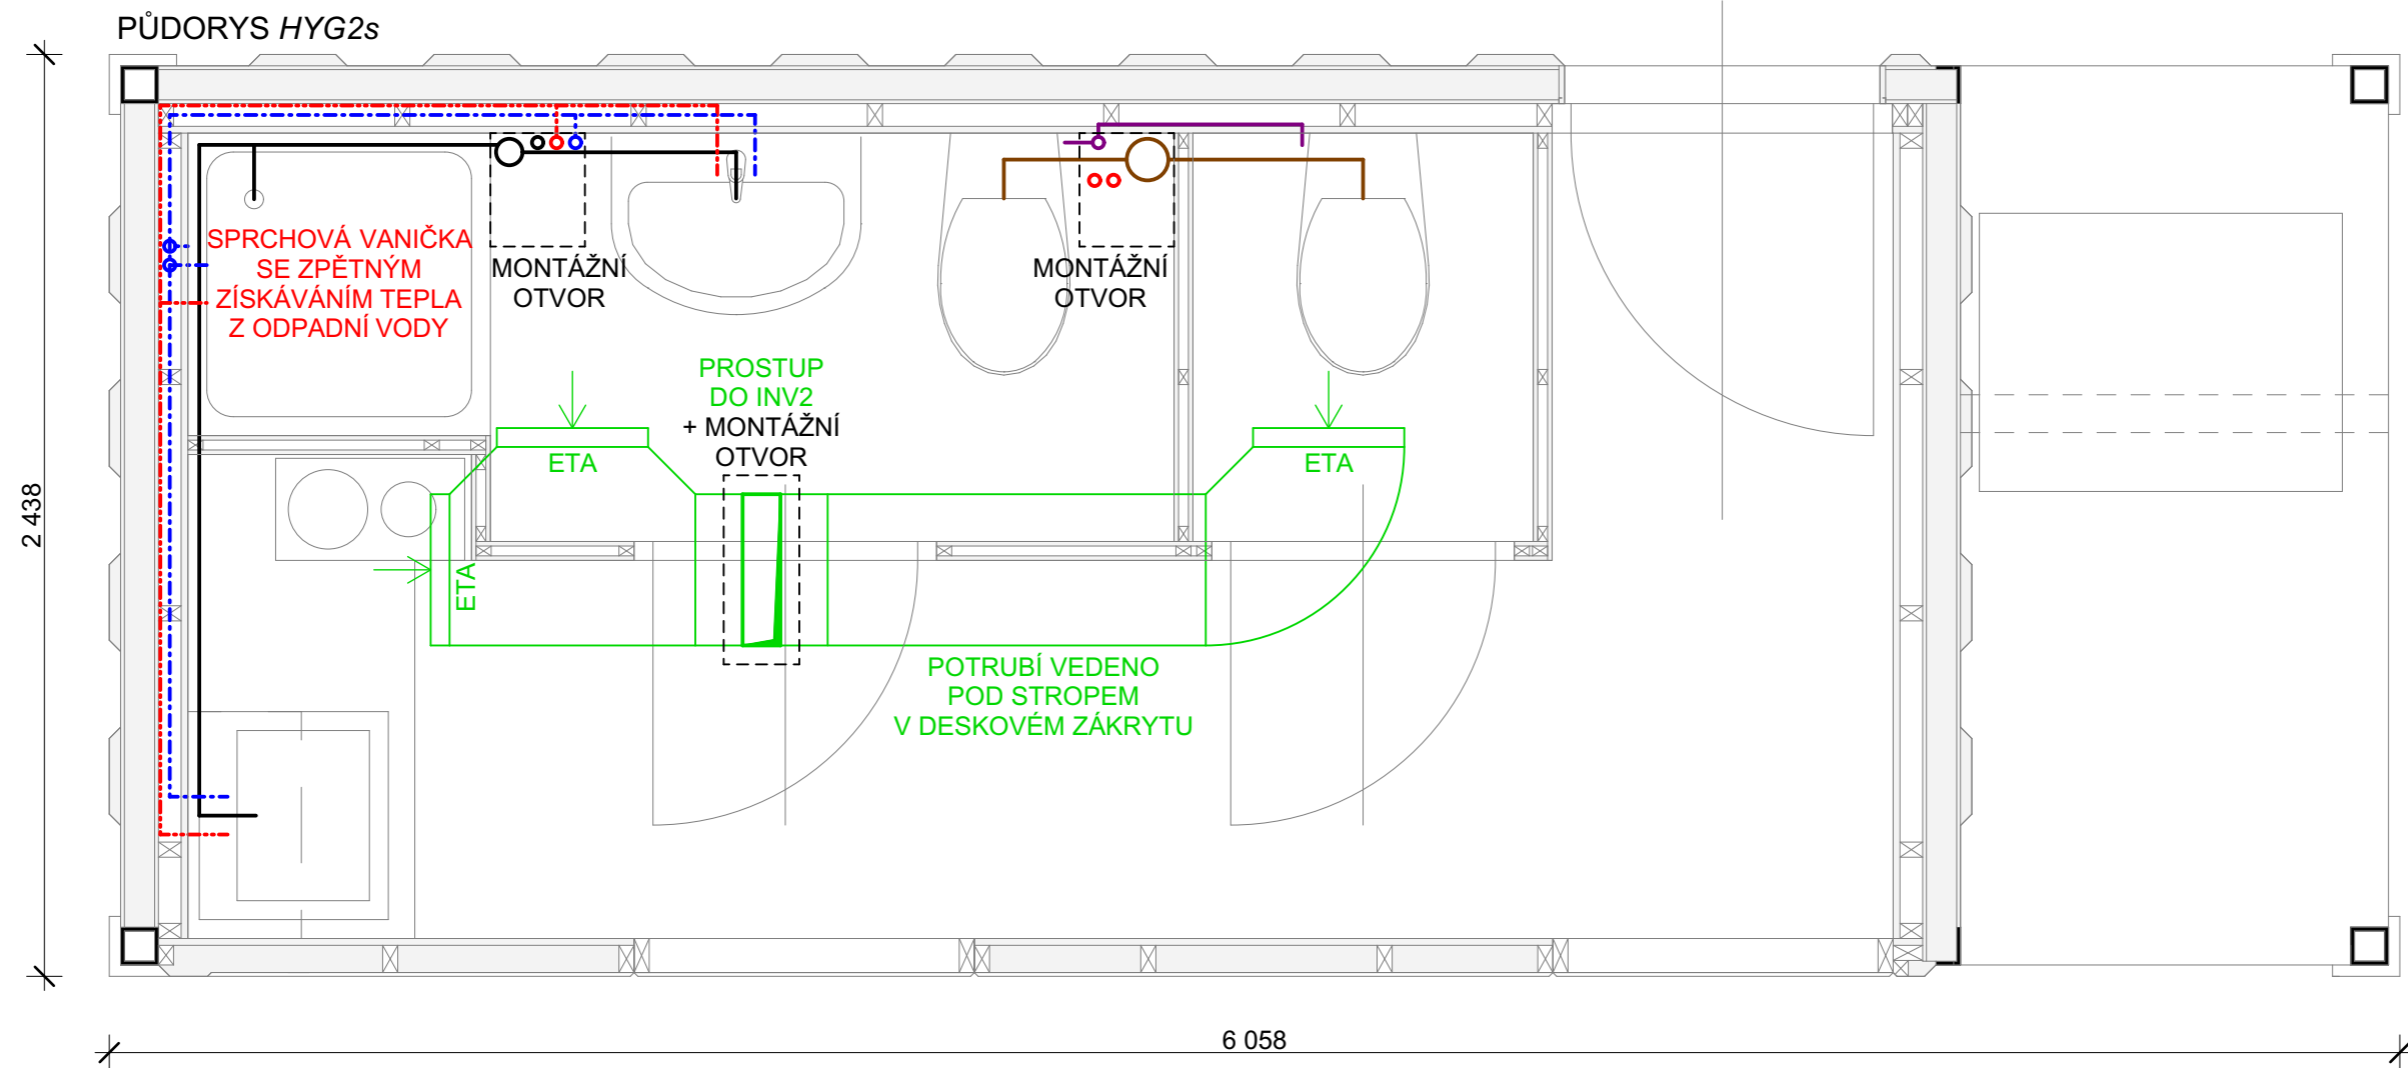 PŮDORYS HYG2s
SPRCHOVÁ VANIČKA
SE ZPĚTNÝM
ZÍSKÁVÁNÍM TEPLA
Z ODPADNÍ VODY
MONTÁŽNÍ
OTVOR
MONTÁŽNÍ
OTVOR
PROSTUP
DO INV2
+ MONTÁŽNÍ
OTVOR
ETA
ETA
ETA
2 438
POTRUBÍ VEDENO
POD STROPEM
V DESKOVÉM ZÁKRYTU
6 058